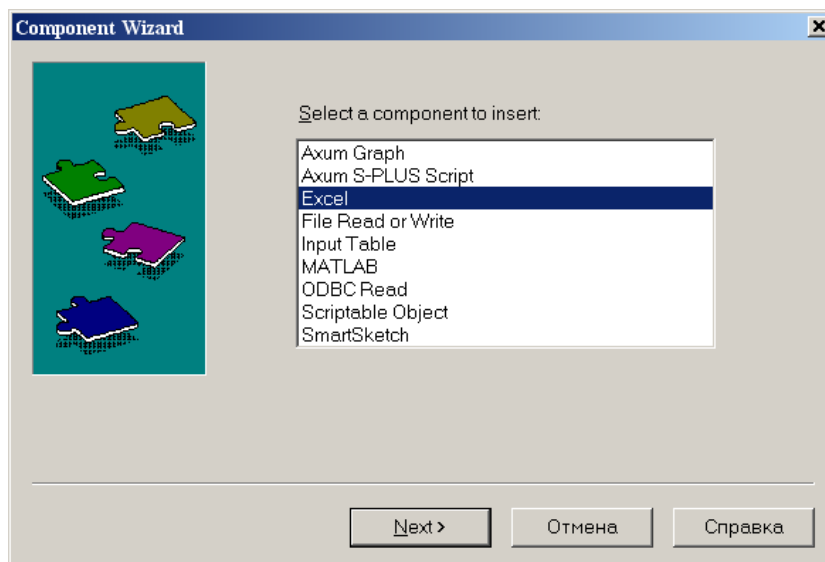 Component Wizard
Select a component to insert:
Axum Graph
Axum S-PLUS Script
Excel
File Read or Write
Input Table
MATLAB
ODBC Read
Scriptable Object
SmartSketch
Next >
Отмена
Справка